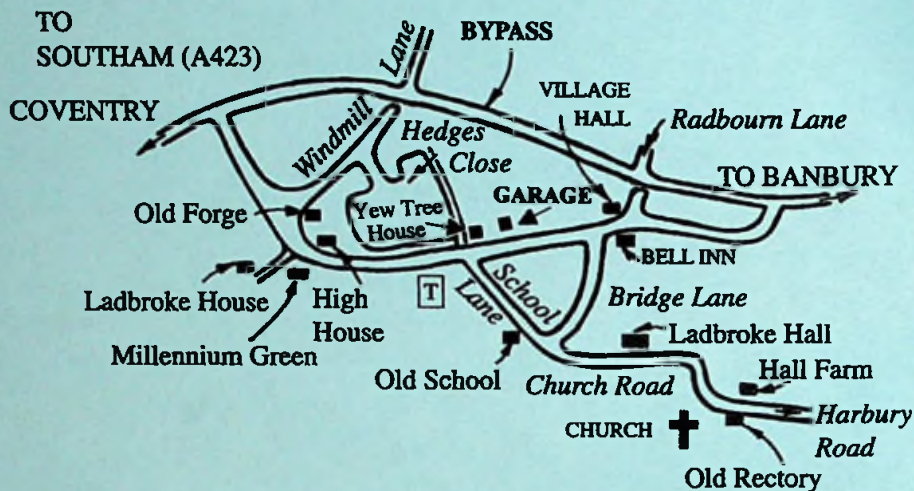 TO
SOUTHAM (A423)
COVENTRY
Lane
BYPASS
VILLAGE
HALL
Radbourn Lane
Windmill
Hedges
Close
TO BANBURY
Old Forge
Yew Tree
House
GARAGE
BELL INN
Ladbroke House
High
House
T
School
Lane
Bridge Lane
Millennium Green
Ladbroke Hall
Old School
Church Road
Hall Farm
CHURCH
Harbury
Road
Old Rectory